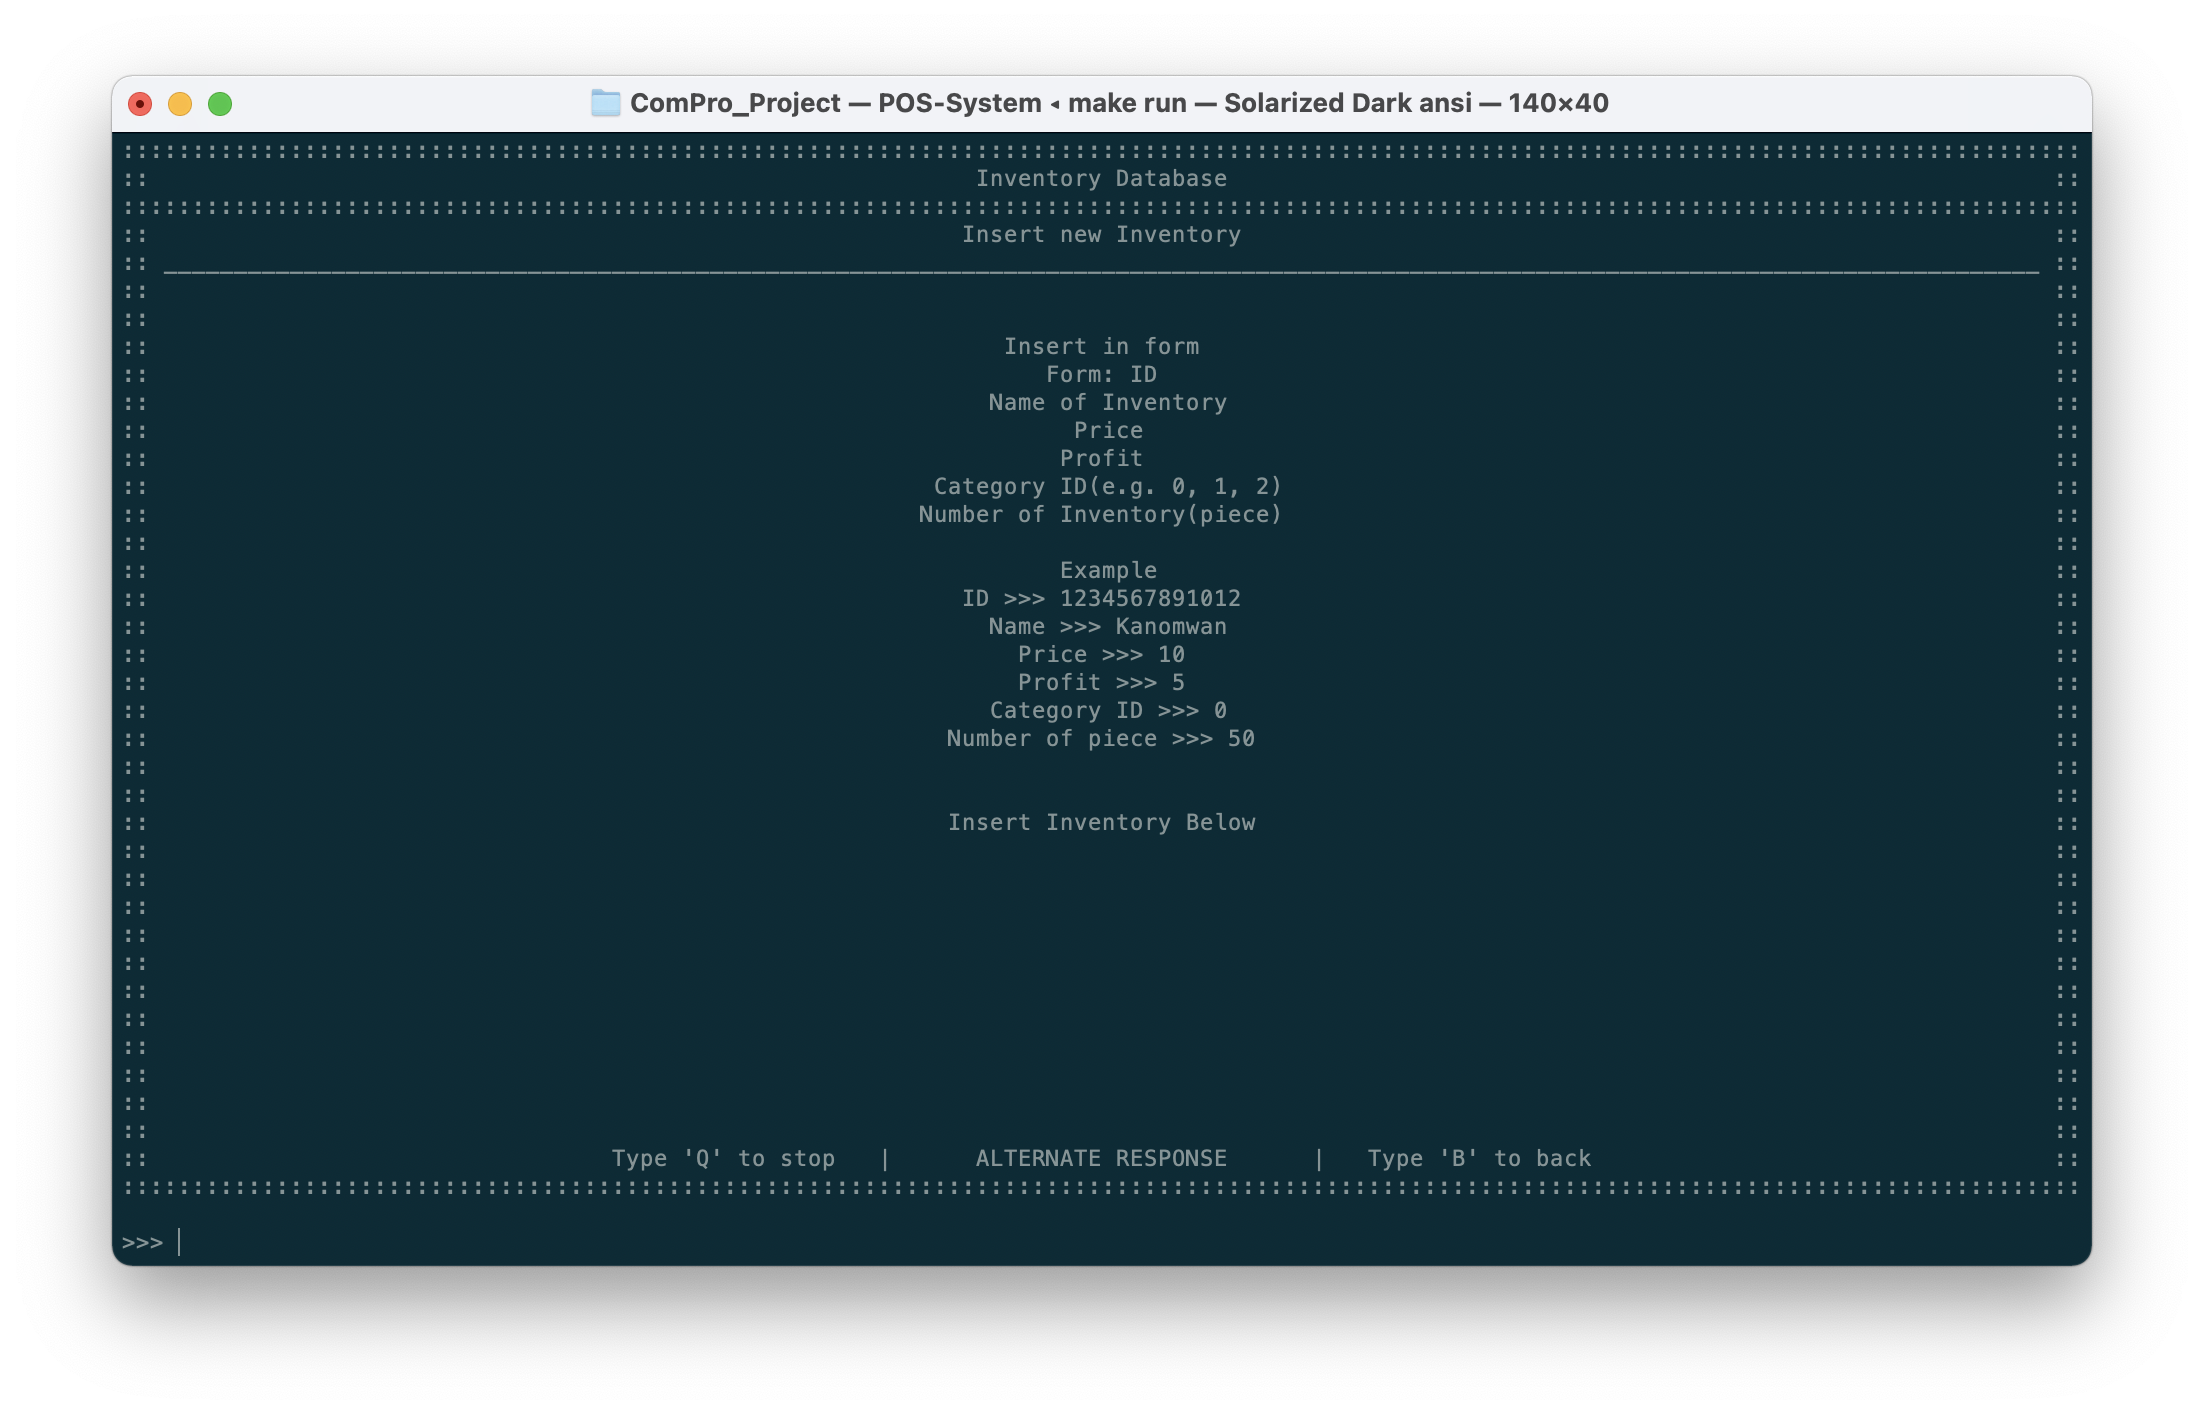 ComPro_Project — POS-System ◂ make run — Solarized Dark ansi — 140×40
::::::::::::::::::::::::::::::::::::::::::::::::::::::::::::::::::::::::::::::::::::::::::::::::::::::::::::::::::::::::::::::::::::::::::::
:: Inventory Database ::
::::::::::::::::::::::::::::::::::::::::::::::::::::::::::::::::::::::::::::::::::::::::::::::::::::::::::::::::::::::::::::::::::::::::::::
:: Insert new Inventory ::
:: ______________________________________________________________________________________________________________________________________ ::
:: ::
:: ::
:: Insert in form ::
:: Form: ID ::
:: Name of Inventory ::
:: Price ::
:: Profit ::
:: Category ID(e.g. 0, 1, 2) ::
:: Number of Inventory(piece) ::
:: ::
:: Example ::
:: ID >>> 1234567891012 ::
:: Name >>> Kanomwan ::
:: Price >>> 10 ::
:: Profit >>> 5 ::
:: Category ID >>> 0 ::
:: Number of piece >>> 50 ::
:: ::
:: ::
:: Insert Inventory Below ::
:: ::
:: ::
:: ::
:: ::
:: ::
:: ::
:: ::
:: ::
:: ::
:: ::
:: ::
:: Type 'Q' to stop | ALTERNATE RESPONSE | Type 'B' to back ::
::::::::::::::::::::::::::::::::::::::::::::::::::::::::::::::::::::::::::::::::::::::::::::::::::::::::::::::::::::::::::::::::::::::::::::
>>>